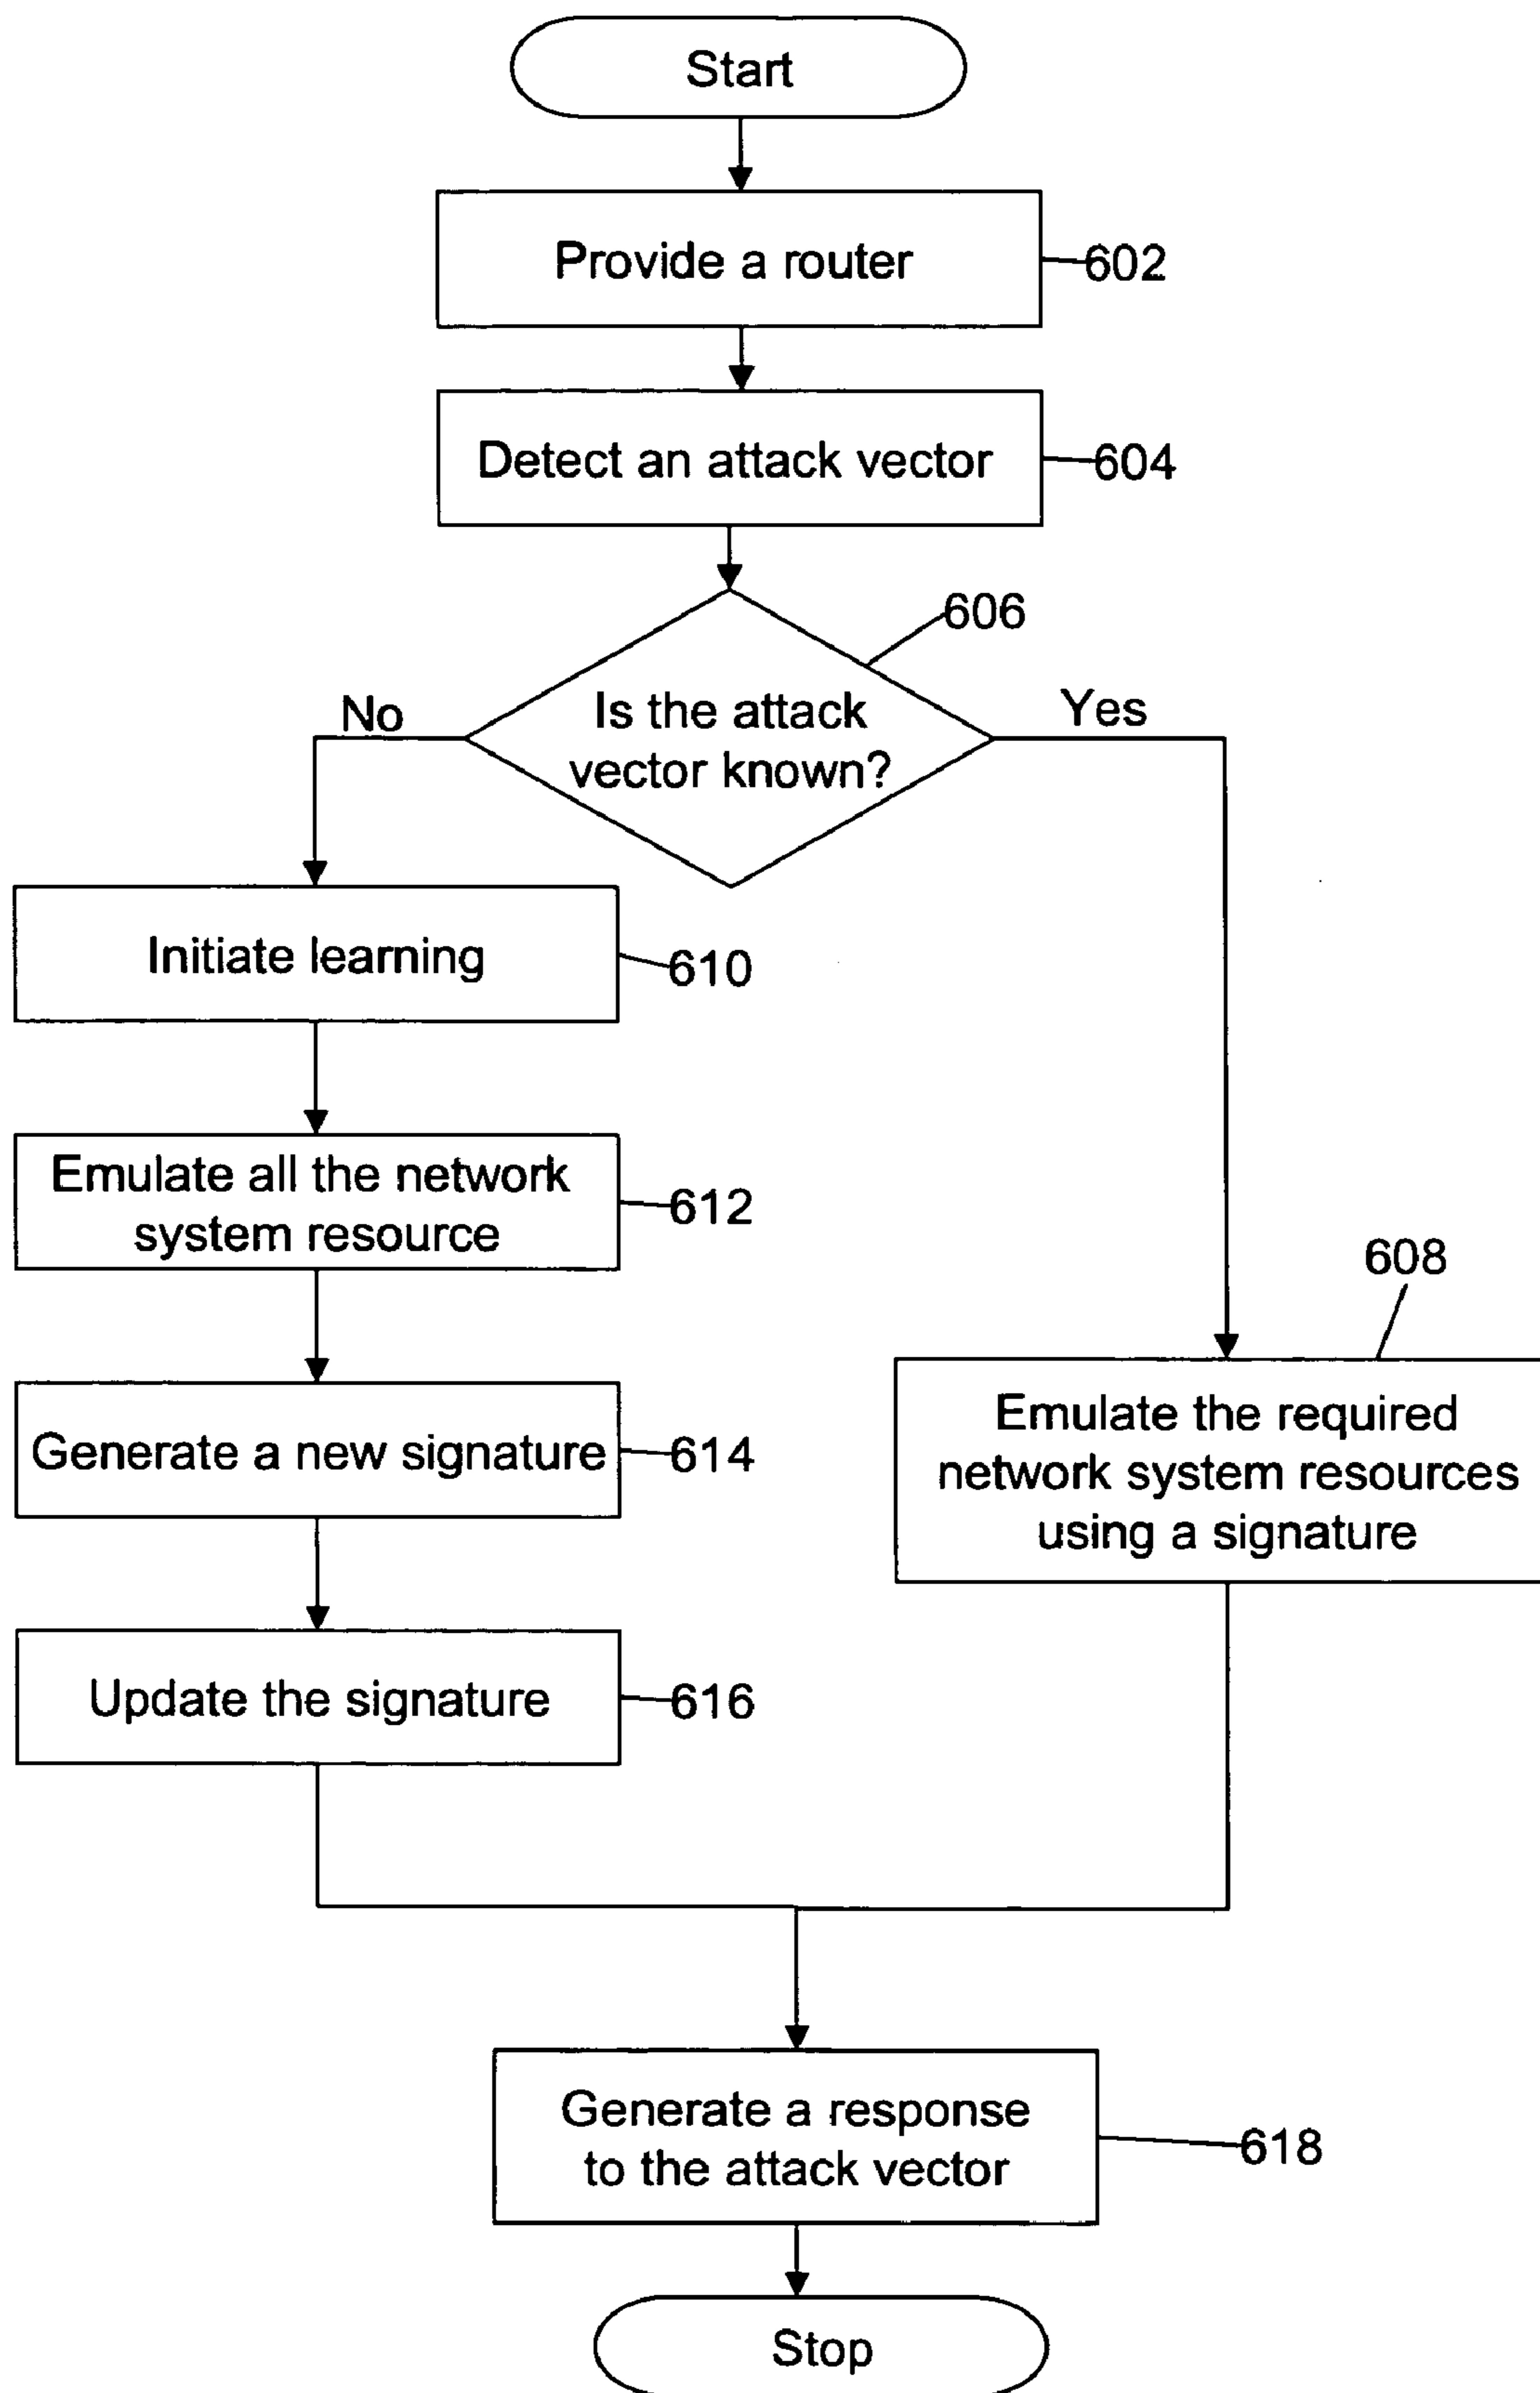 Start
Provide a router
602
Detect an attack vector
604
606
Is the attack
vector known?
No
Yes
Initiate learning
610
Emulate all the network
system resource
612
608
Generate a new signature
614
Emulate the required
network system resources
using a signature
Update the signature
616
Generate a response
to the attack vector
618
Stop